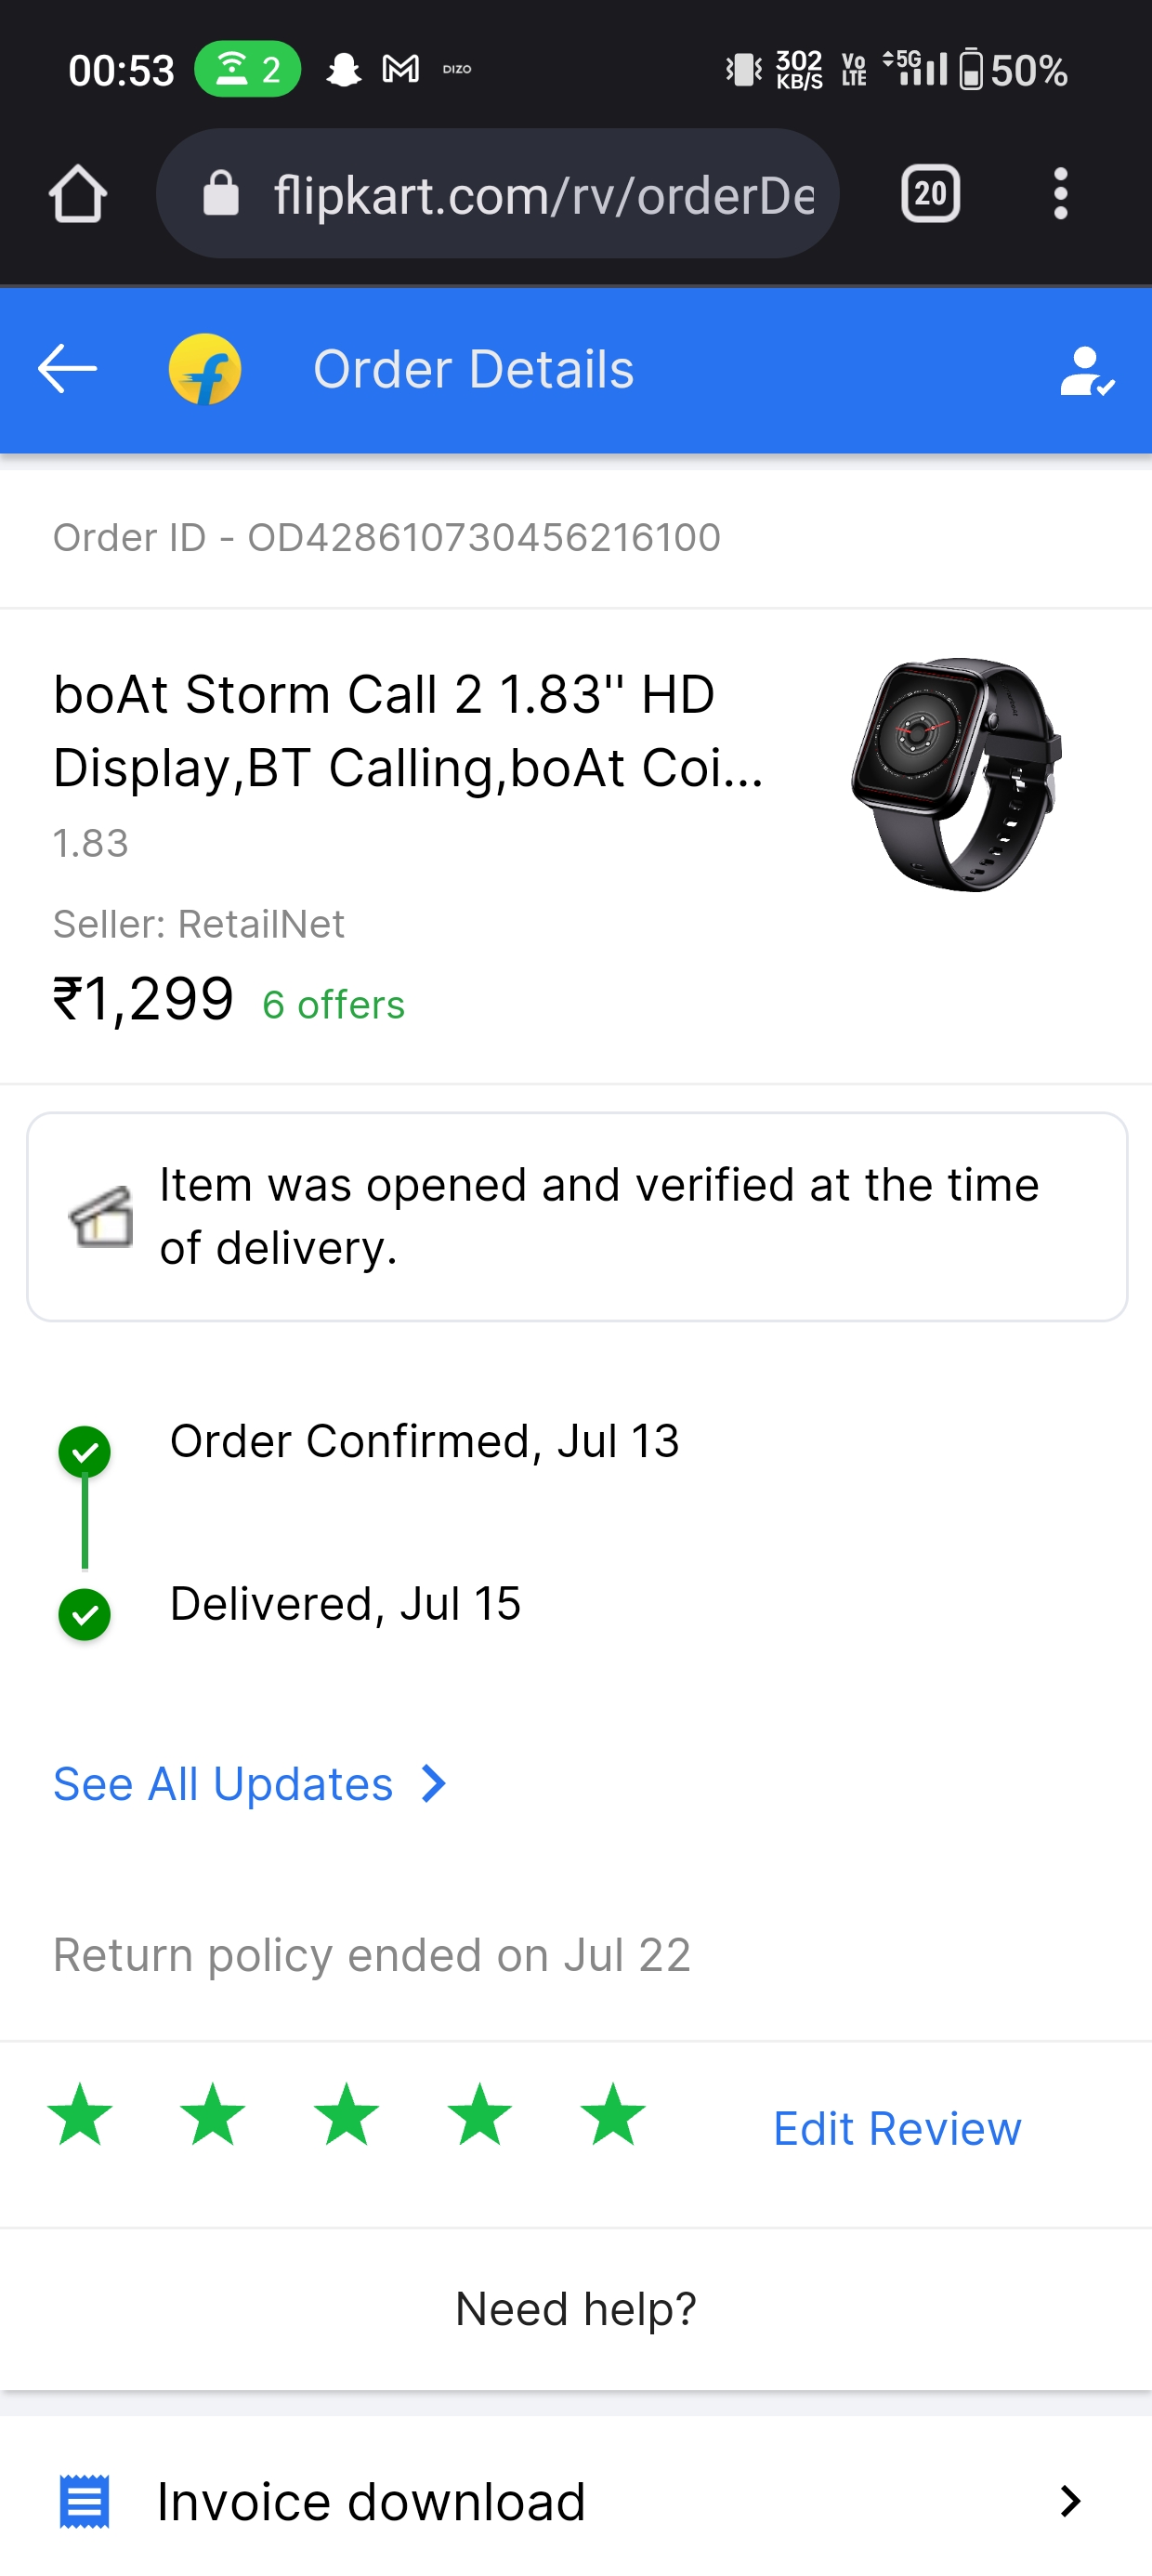 00:53 2 DIZO 302 KB/S Vo LTE 5G 50%
flipkart.com/rv/orderDe 20
Order Details
Order ID - OD428610730456216100
boAt Storm Call 2 1.83" HD
Display,BT Calling,boAt Coi...
1.83
Seller: RetailNet
₹1,299 6 offers
Item was opened and verified at the time
of delivery.
Order Confirmed, Jul 13
Delivered, Jul 15
See All Updates
Return policy ended on Jul 22
Edit Review
Need help?
Invoice download